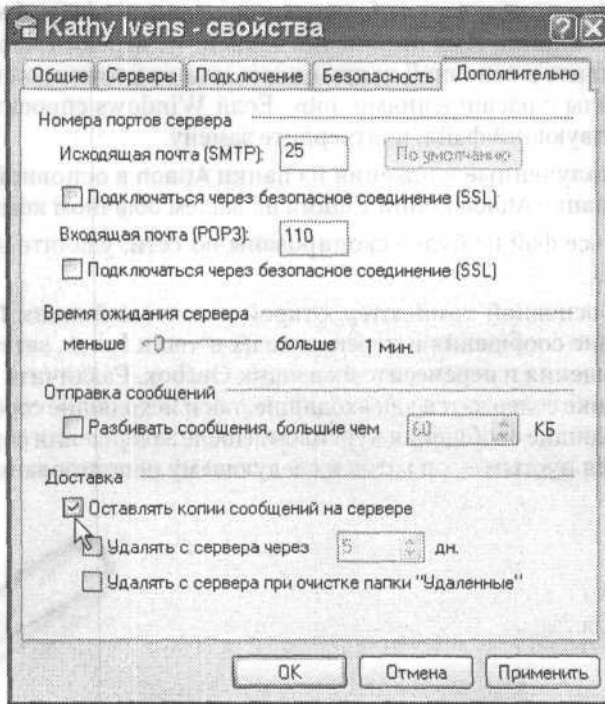 Kathy Ivens - свойства
Общие Серверы Подключение Безопасность Дополнительно
Номера портов сервера
Исходящая почта (SMTP): 25 По умолчанию
Подключаться через безопасное соединение (SSL)
Входящая почта (POP3): 110
Подключаться через безопасное соединение (SSL)
Время ожидания сервера
меньше больше 1 мин.
Отправка сообщений
Разбивать сообщения, большие чем 60 КБ
Доставка
Оставлять копии сообщений на сервере
Удалять с сервера через 5 дн.
Удалять с сервера при очистке папки "Удаленные"
OK Отмена Применить